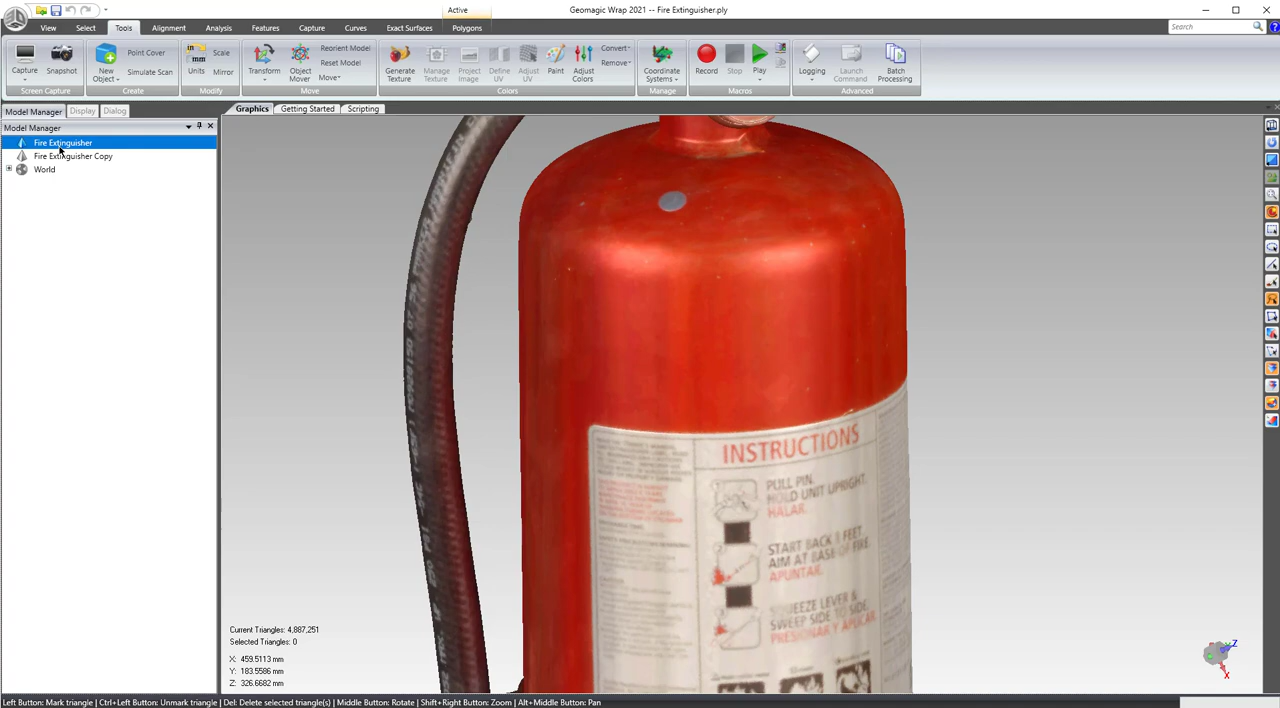 Active
Geomagic Wrap 2021 -- Fire Extinguisher.ply
View Select Tools Alignment Analysis Features Capture Curves Exact Surfaces Polygons
Search
Capture Snapshot
Screen Capture
New Object
Point Cover
Simulate Scan
Create
Units
Scale
Mirror
Modify
Transform
Object Mover
Reorient Model
Reset Model
Move
Move
Generate Texture
Manage Texture
Project Image
Define UV
Adjust UV
Paint
Adjust Colors
Convert
Remove
Colors
Coordinate Systems
Manage
Record
Stop
Play
Macros
Logging
Launch Command
Batch Processing
Advanced
Model Manager Display Dialog
Graphics Getting Started Scripting
Model Manager
Fire Extinguisher
Fire Extinguisher Copy
World
INSTRUCTIONS
PULL PIN.
HOLD UNIT UPRIGHT.
HALAR.
START BACK 8 FEET.
AIM AT BASE OF FIRE.
APUNTAR.
SQUEEZE LEVER &
SWEEP SIDE TO SIDE.
PRESIONAR Y APLICAR
Current Triangles: 4,887,251
Selected Triangles: 0
X: 459.5113 mm
Y: 183.5586 mm
Z: 326.6682 mm
Z
X
Left Button: Mark triangle | Ctrl+Left Button: Unmark triangle | Del: Delete selected triangle(s) | Middle Button: Rotate | Shift+Right Button: Zoom | Alt+Middle Button: Pan